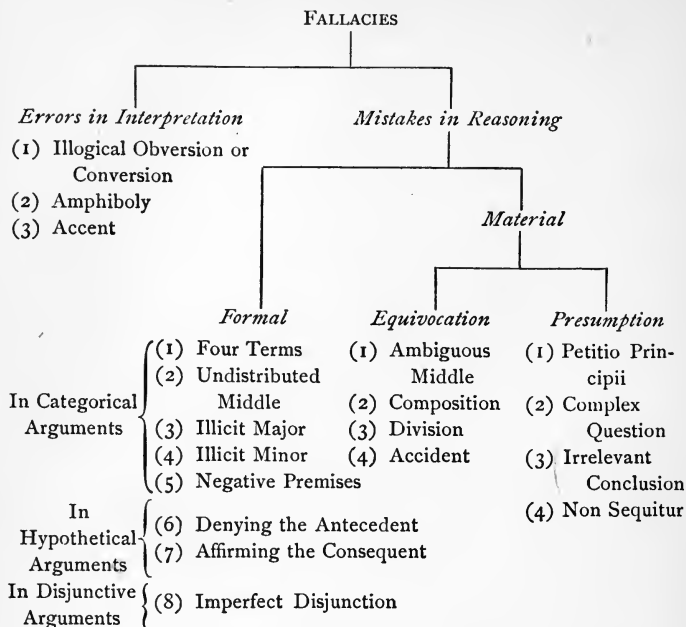 FALLACIES
Errors in Interpretation
(1) Illogical Obversion or
Conversion
(2) Amphiboly
(3) Accent
Mistakes in Reasoning
Material
Formal
In Categorical
Arguments
(1) Four Terms
(2) Undistributed
Middle
(3) Illicit Major
(4) Illicit Minor
(5) Negative Premises
In
Hypothetical
Arguments
(6) Denying the Antecedent
(7) Affirming the Consequent
In Disjunctive
Arguments
(8) Imperfect Disjunction
Equivocation
(1) Ambiguous
Middle
(2) Composition
(3) Division
(4) Accident
Presumption
(1) Petitio Prin-
cipii
(2) Complex
Question
(3) Irrelevant
Conclusion
(4) Non Sequitur